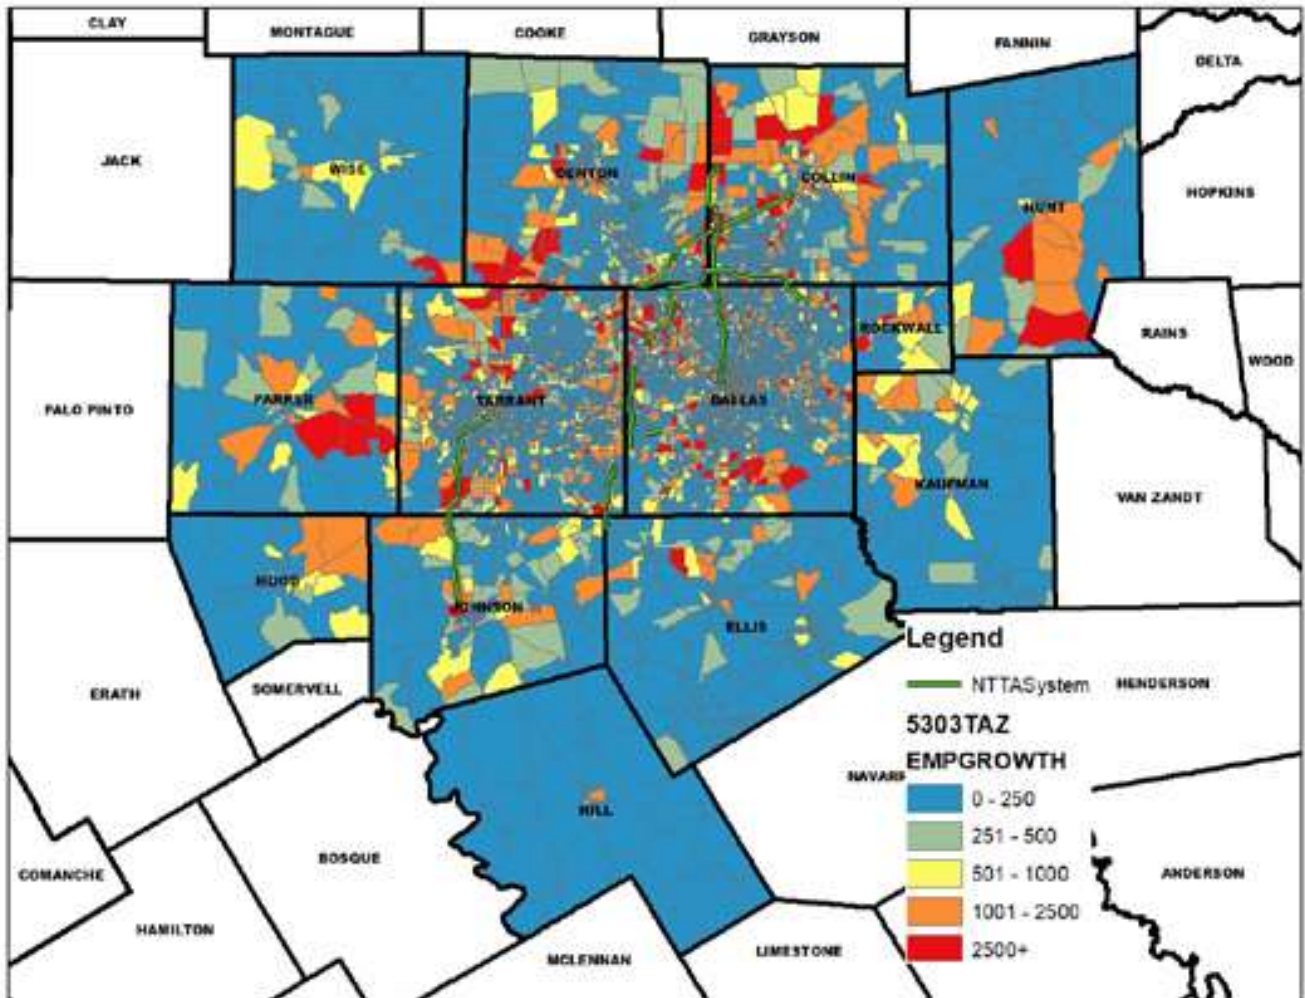 CLAY
MONTAGUE
COOKE
GRAYSON
FANNIN
DELTA
JACK
WISE
DENTON
COLLIN
HUNT
HOPKINS
PALO PINTO
PARKER
TARRANT
DALLAS
ROCKWALL
RAINS
WOOD
KAUFMAN
VAN ZANDT
HOOD
JOHNSON
ELLIS
ERATH
SOMERVELL
Legend
NTTASystem
HENDERSON
5303TAZ
EMPGROWTH
NAVARR
0 - 250
251 - 500
501 - 1000
1001 - 2500
2500+
HILL
BOSQUE
COMANCHE
HAMILTON
ANDERSON
MCLENNAN
LIMESTONE